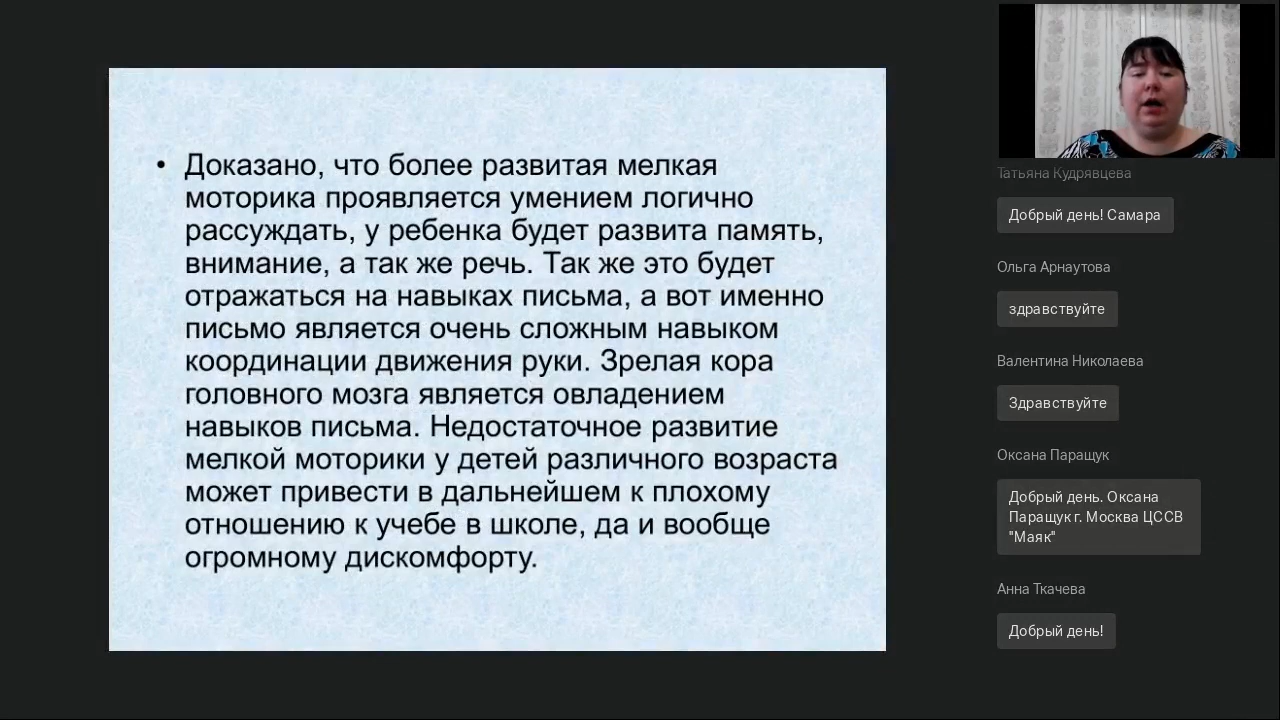 • Доказано, что более развитая мелкая
моторика проявляется умением логично
рассуждать, у ребенка будет развита память,
внимание, а так же речь. Так же это будет
отражаться на навыках письма, а вот именно
письмо является очень сложным навыком
координации движения руки. Зрелая кора
головного мозга является овладением
навыков письма. Недостаточное развитие
мелкой моторики у детей различного возраста
может привести в дальнейшем к плохому
отношению к учебе в школе, да и вообще
огромному дискомфорту.
Татьяна Кудрявцева
Добрый день! Самара
Ольга Арнаутова
здравствуйте
Валентина Николаева
Здравствуйте
Оксана Паращук
Добрый день. Оксана
Паращук г. Москва ЦССВ
"Маяк"
Анна Ткачева
Добрый день!